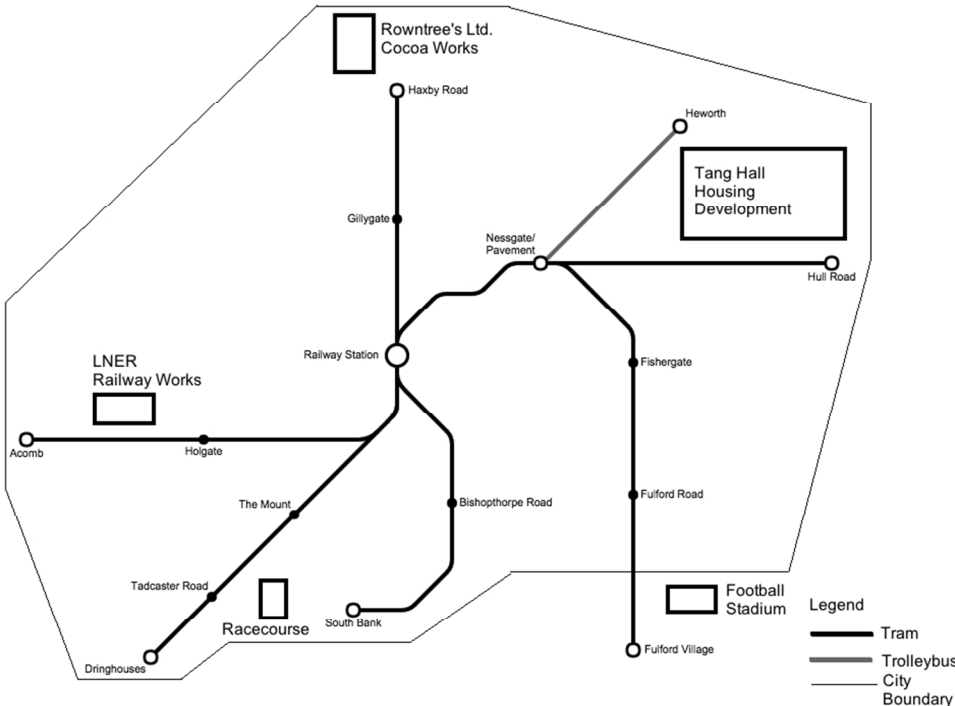 Rowntree's Ltd.
Cocoa Works
Haxby Road
Heworth
Tang Hall
Housing
Development
Gillygate
Nessgate/
Pavement
Hull Road
Railway Station
Fishergate
LNER
Railway Works
Acomb
Holgate
The Mount
Bishopthorpe Road
Fulford Road
Tadcaster Road
Racecourse
South Bank
Football
Stadium
Dringhouses
Fulford Village
Legend
Tram
Trolleybus
City
Boundary